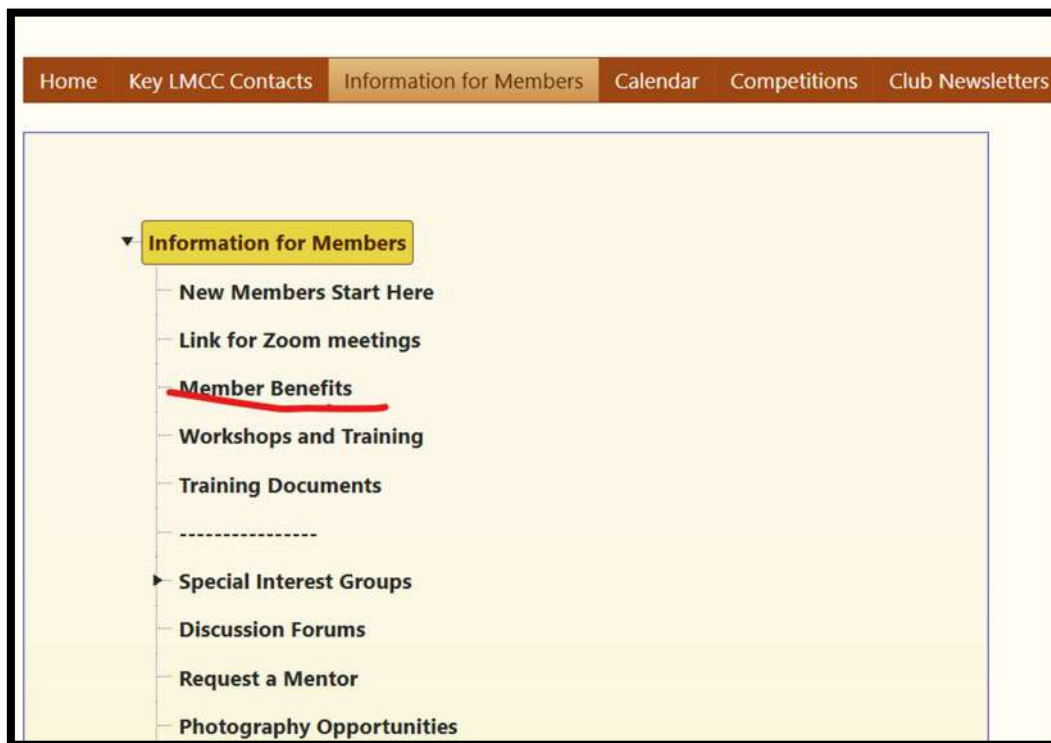 Home Key LMCC Contacts Information for Members Calendar Competitions Club Newsletters
Information for Members
New Members Start Here
Link for Zoom meetings
Member Benefits
Workshops and Training
Training Documents
----------------
Special Interest Groups
Discussion Forums
Request a Mentor
Photography Opportunities